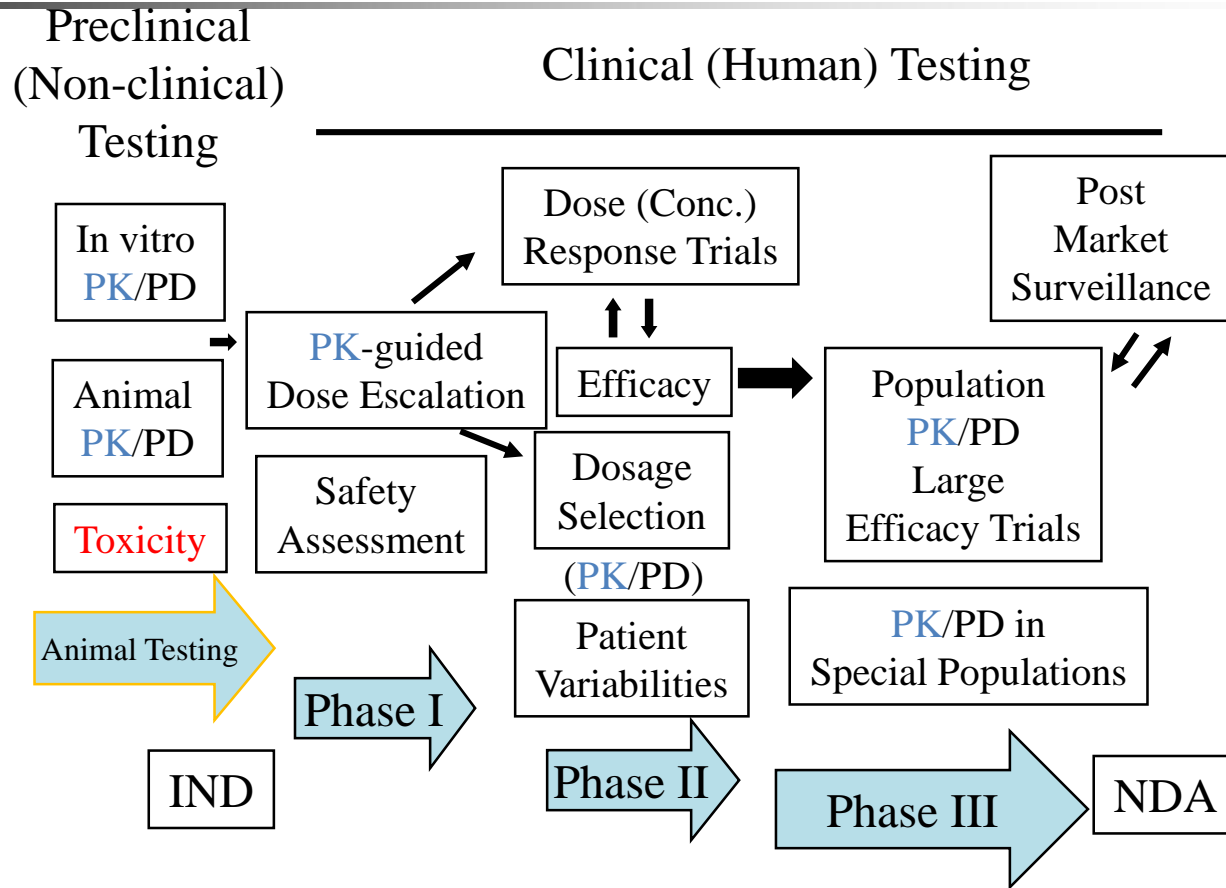 Preclinical
(Non-clinical)
Testing
Clinical (Human) Testing
In vitro
PK/PD
Animal
PK/PD
Toxicity
Animal Testing
IND
PK-guided
Dose Escalation
Safety
Assessment
Phase I
Dose (Conc.)
Response Trials
Efficacy
Dosage
Selection
(PK/PD)
Patient
Variabilities
Phase II
Post
Market
Surveillance
Population
PK/PD
Large
Efficacy Trials
PK/PD in
Special Populations
Phase III
NDA